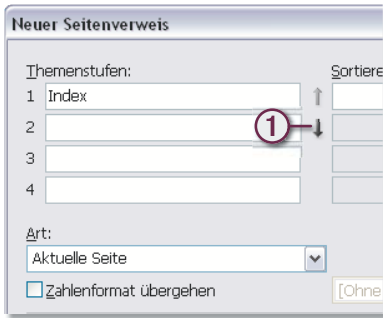 Neuer Seitenverweis
Themenstufen:
Sortiere
1 Index
2
1
3
4
Art:
Aktuelle Seite
Zahlenformat übergehen
[Ohne